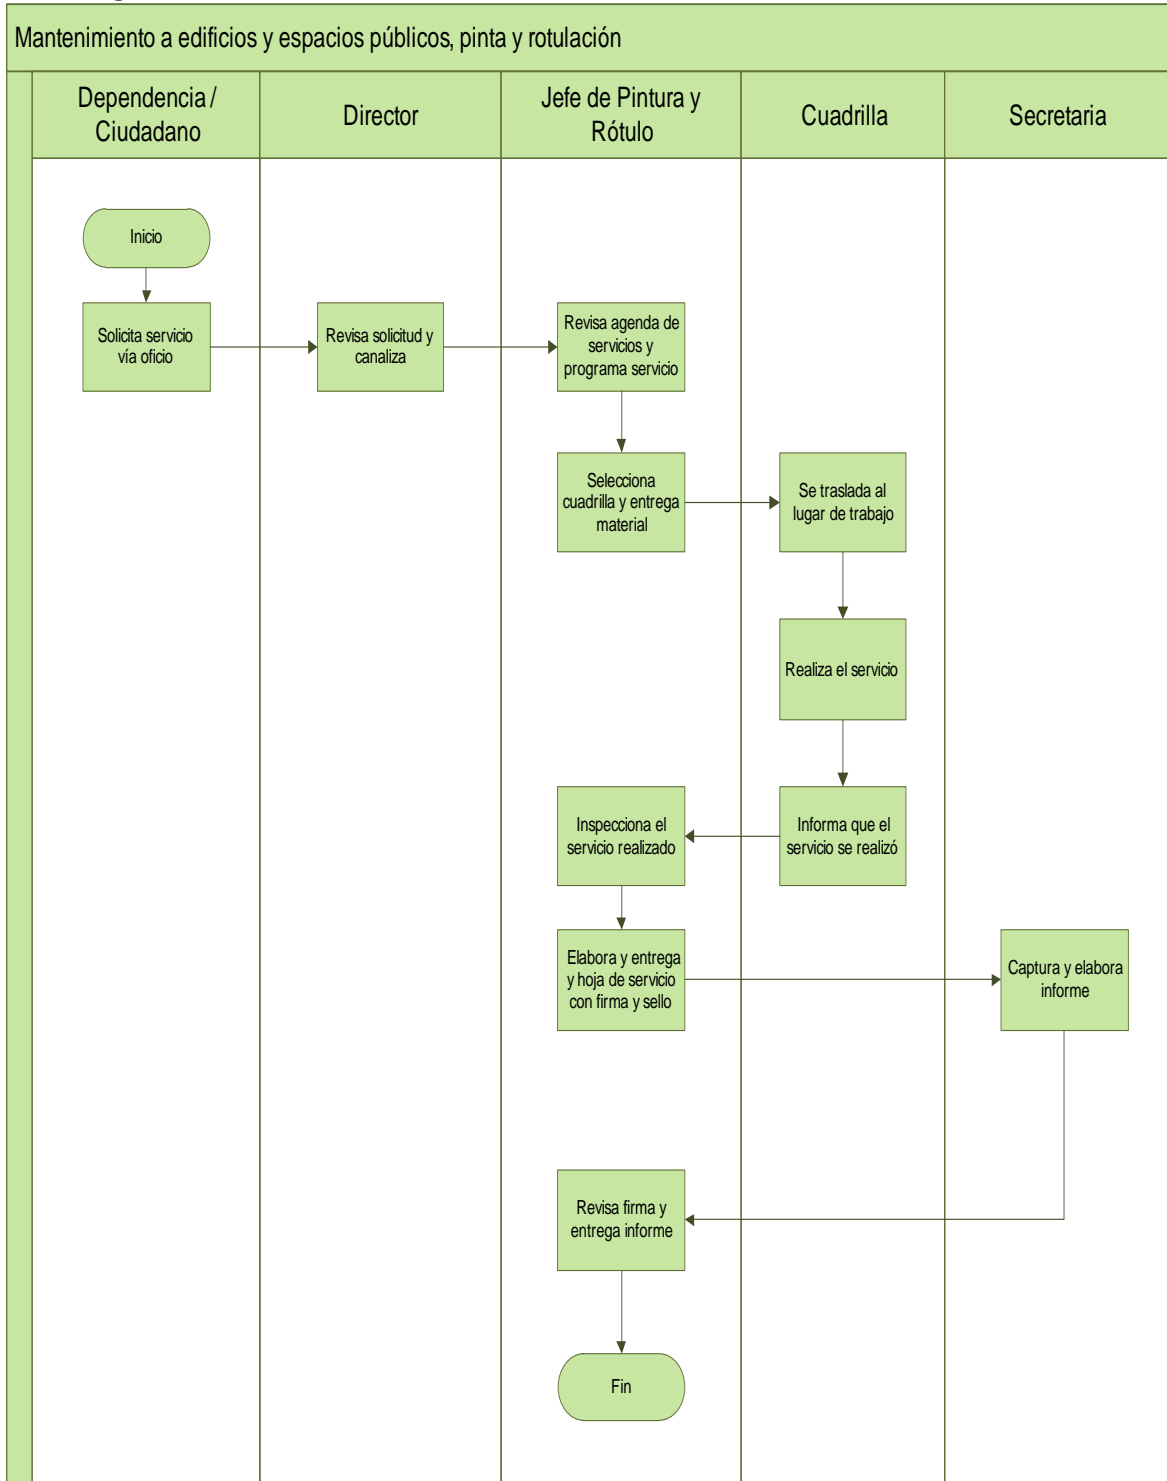 Mantenimiento a edificios y espacios públicos, pinta y rotulación
Dependencia /
Ciudadano
Director
Jefe de Pintura y
Rótulo
Cuadrilla
Secretaria
Inicio
Solicita servicio
vía oficio
Revisa solicitud y
canaliza
Revisa agenda de
servicios y
programa servicio
Selecciona
cuadrilla y entrega
material
Se traslada al
lugar de trabajo
Realiza el servicio
Informa que el
servicio se realizó
Inspecciona el
servicio realizado
Elabora y entrega
y hoja de servicio
con firma y sello
Captura y elabora
informe
Revisa firma y
entrega informe
Fin